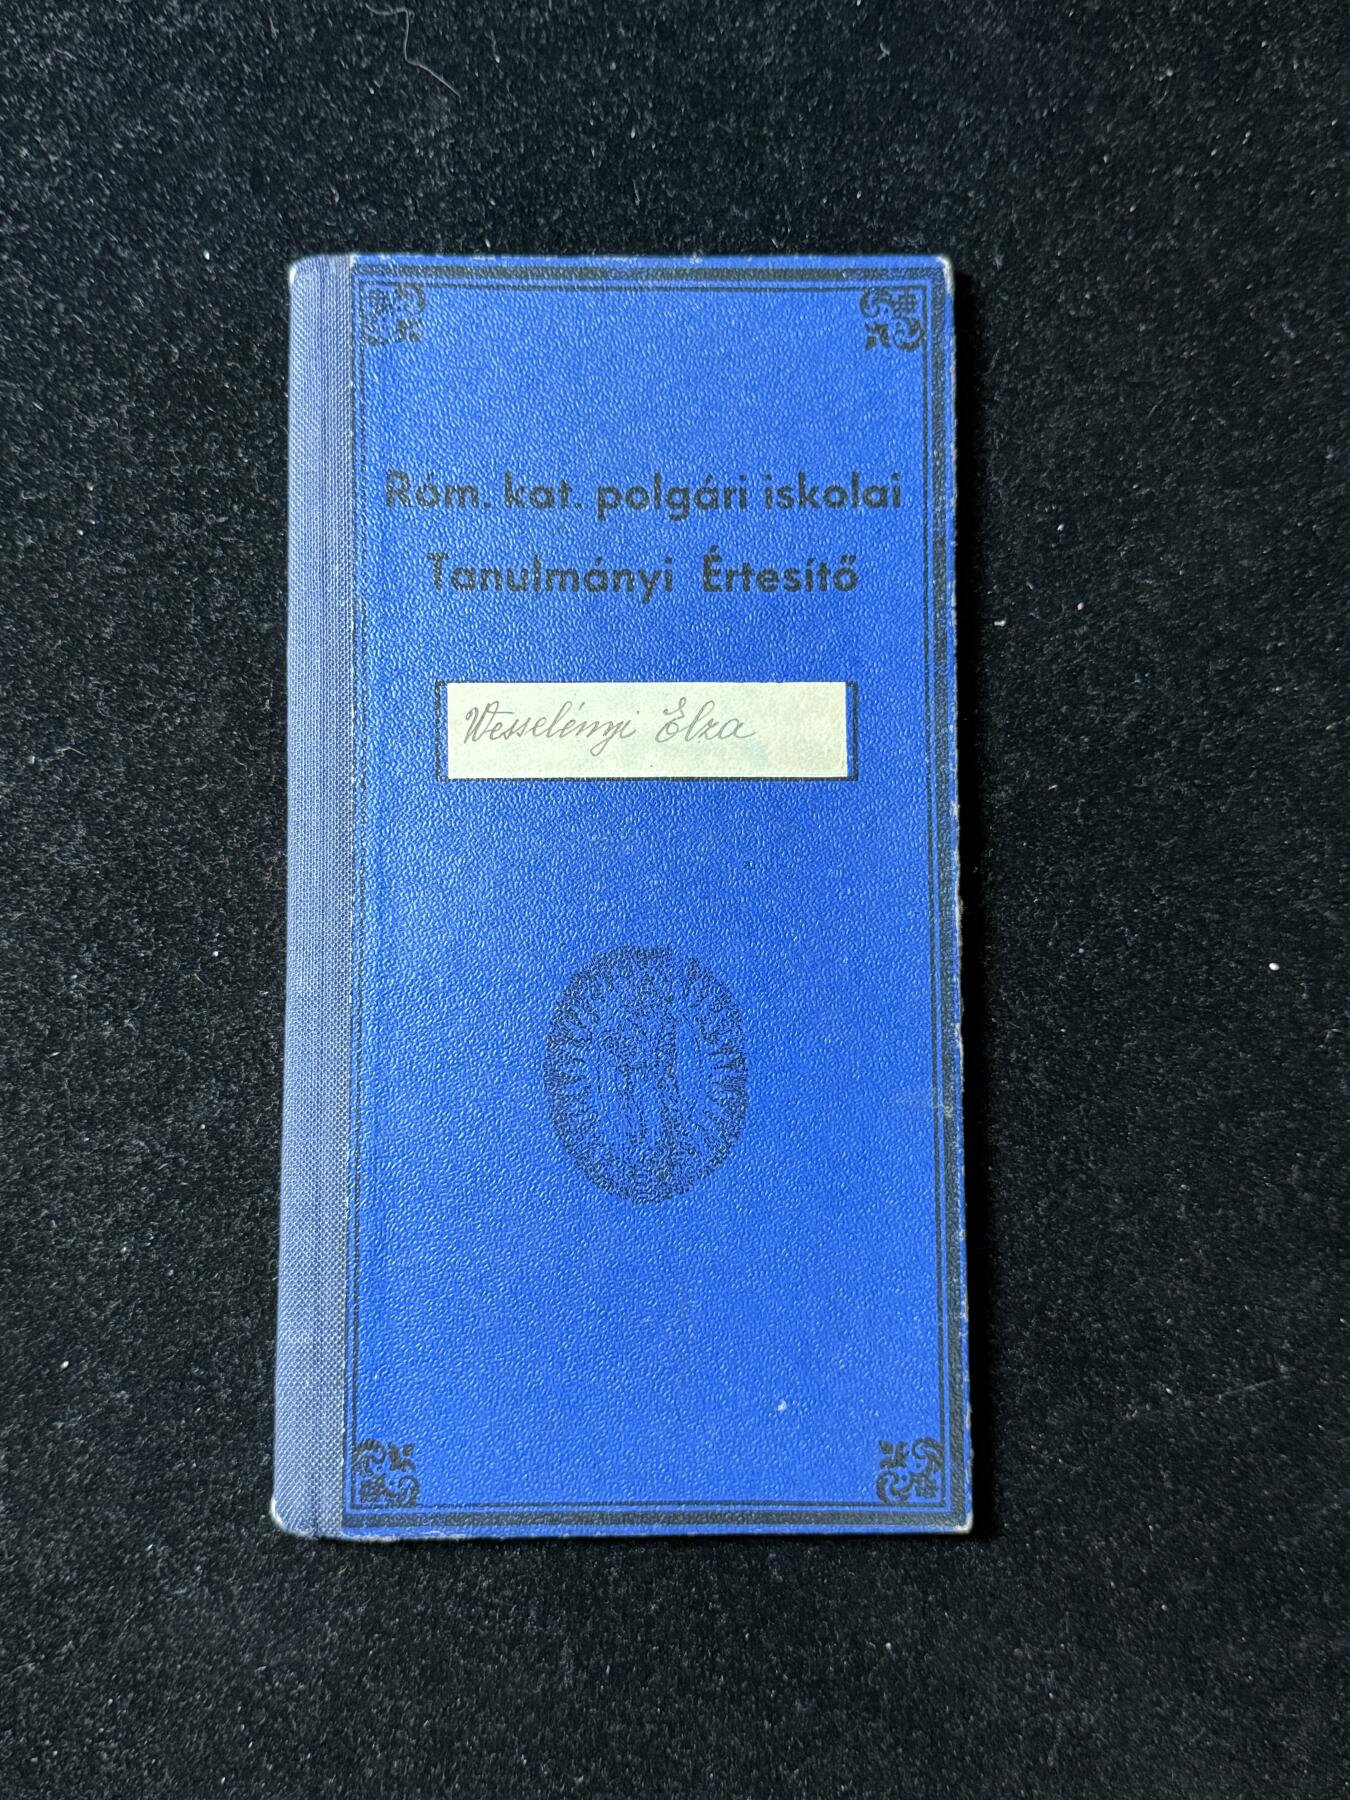 Róm. kat. polgári iskolai
Tanulmányi Értesítő
Wesselényi Elza